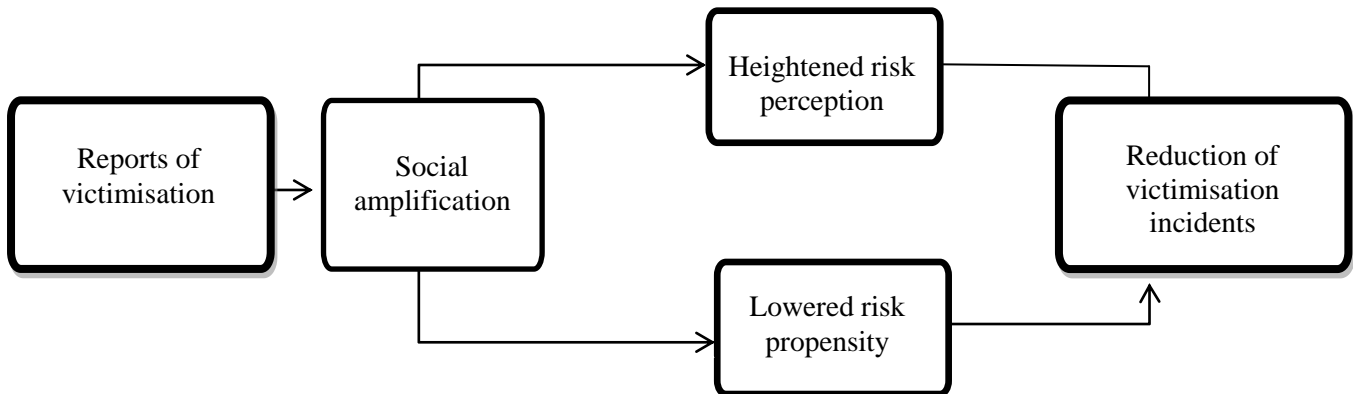 Reports of
victimisation
Social
amplification
Heightened risk
perception
Lowered risk
propensity
Reduction of
victimisation
incidents